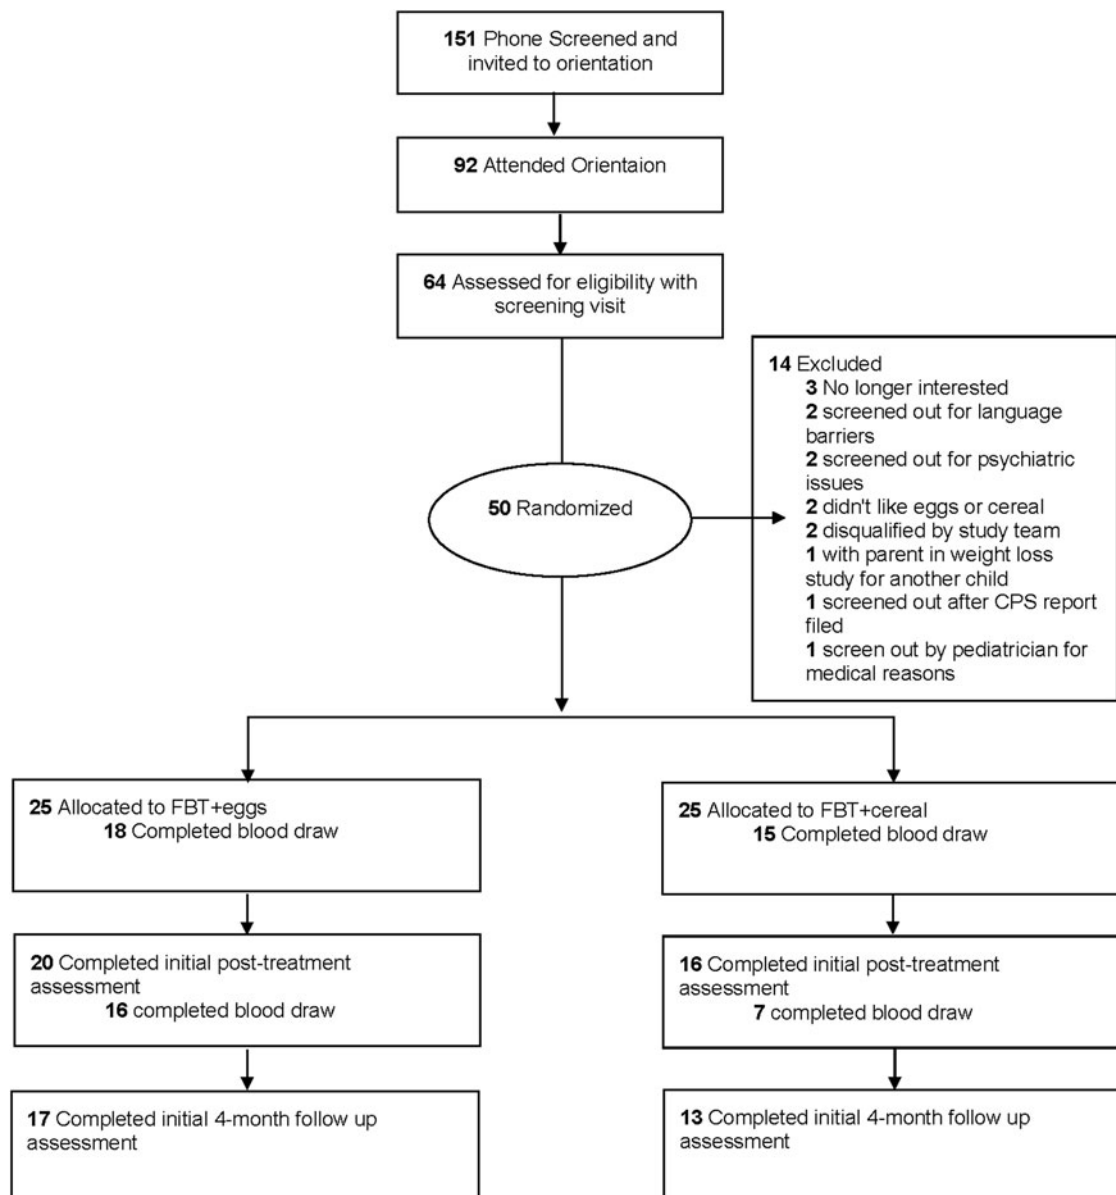 151 Phone Screened and
invited to orientation
92 Attended Orientaion
64 Assessed for eligibility with
screening visit
14 Excluded
3 No longer interested
2 screened out for language
barriers
2 screened out for psychiatric
issues
2 didn't like eggs or cereal
2 disqualified by study team
1 with parent in weight loss
study for another child
1 screened out after CPS report
filed
1 screen out by pediatrician for
medical reasons
50 Randomized
25 Allocated to FBT+eggs
18 Completed blood draw
25 Allocated to FBT+cereal
15 Completed blood draw
20 Completed initial post-treatment
assessment
16 completed blood draw
16 Completed initial post-treatment
assessment
7 completed blood draw
17 Completed initial 4-month follow up
assessment
13 Completed initial 4-month follow up
assessment